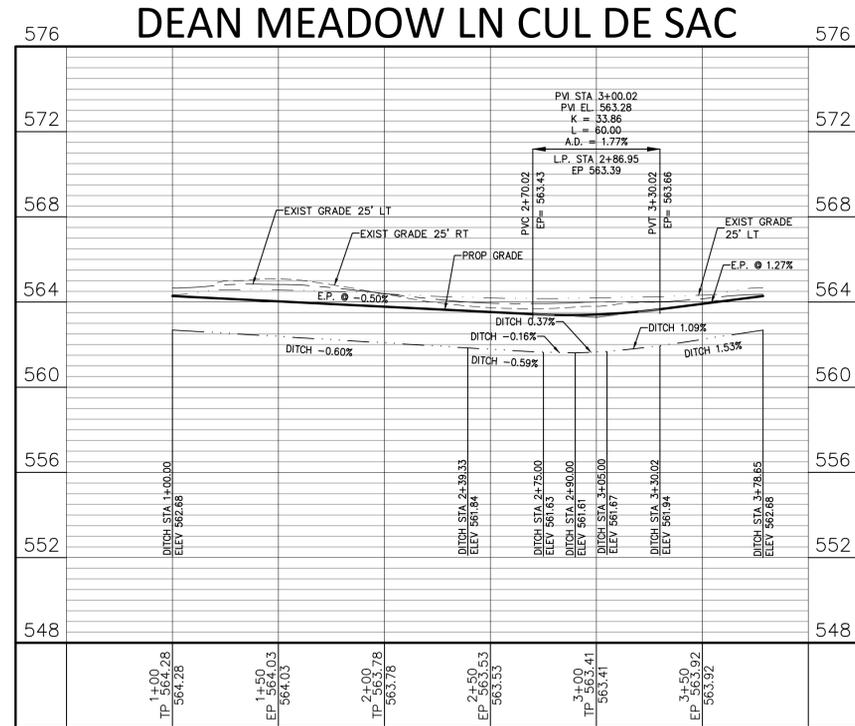 DEAN MEADOW LN CUL DE SAC
576
576
572
572
568
568
564
564
560
560
556
556
552
552
548
548
PVI STA 3+00.02
PVI EL. 563.28
K = 33.86
L = 60.00
A.D. = 1.77%
L.P. STA 2+86.95
EP 563.39
PVC 2+70.02
EP= 563.43
PVT 3+30.02
EP= 563.66
EXIST GRADE 25' LT
EXIST GRADE 25' RT
PROP GRADE
EXIST GRADE
25' LT
E.P. @ 1.27%
E.P. @ -0.50%
DITCH 0.37%
DITCH -0.16%
DITCH 1.09%
DITCH -0.60%
DITCH -0.59%
DITCH 1.53%
DITCH STA 1+00.00
ELEV 562.68
DITCH STA 2+39.33
ELEV 561.84
DITCH STA 2+75.00
ELEV 561.63
DITCH STA 2+90.00
ELEV 561.61
DITCH STA 3+05.00
ELEV 561.67
DITCH STA 3+30.02
ELEV 561.94
DITCH STA 3+78.65
ELEV 562.68
1+00
TP 564.28
564.28
1+50
EP 564.03
564.03
2+00
TP 563.78
563.78
2+50
EP 563.53
563.53
3+00
TP 563.41
563.41
3+50
EP 563.92
563.92